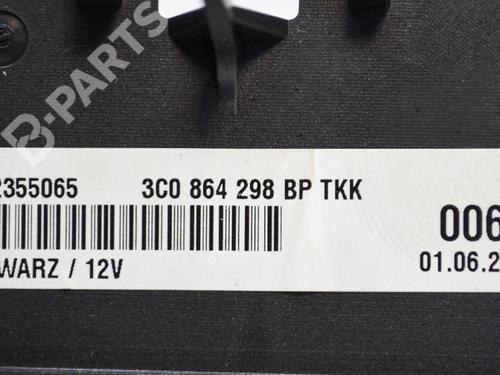 B-PARTS
2355065 3C0 864 298 BP TKK
006
WARZ / 12V 01.06.2